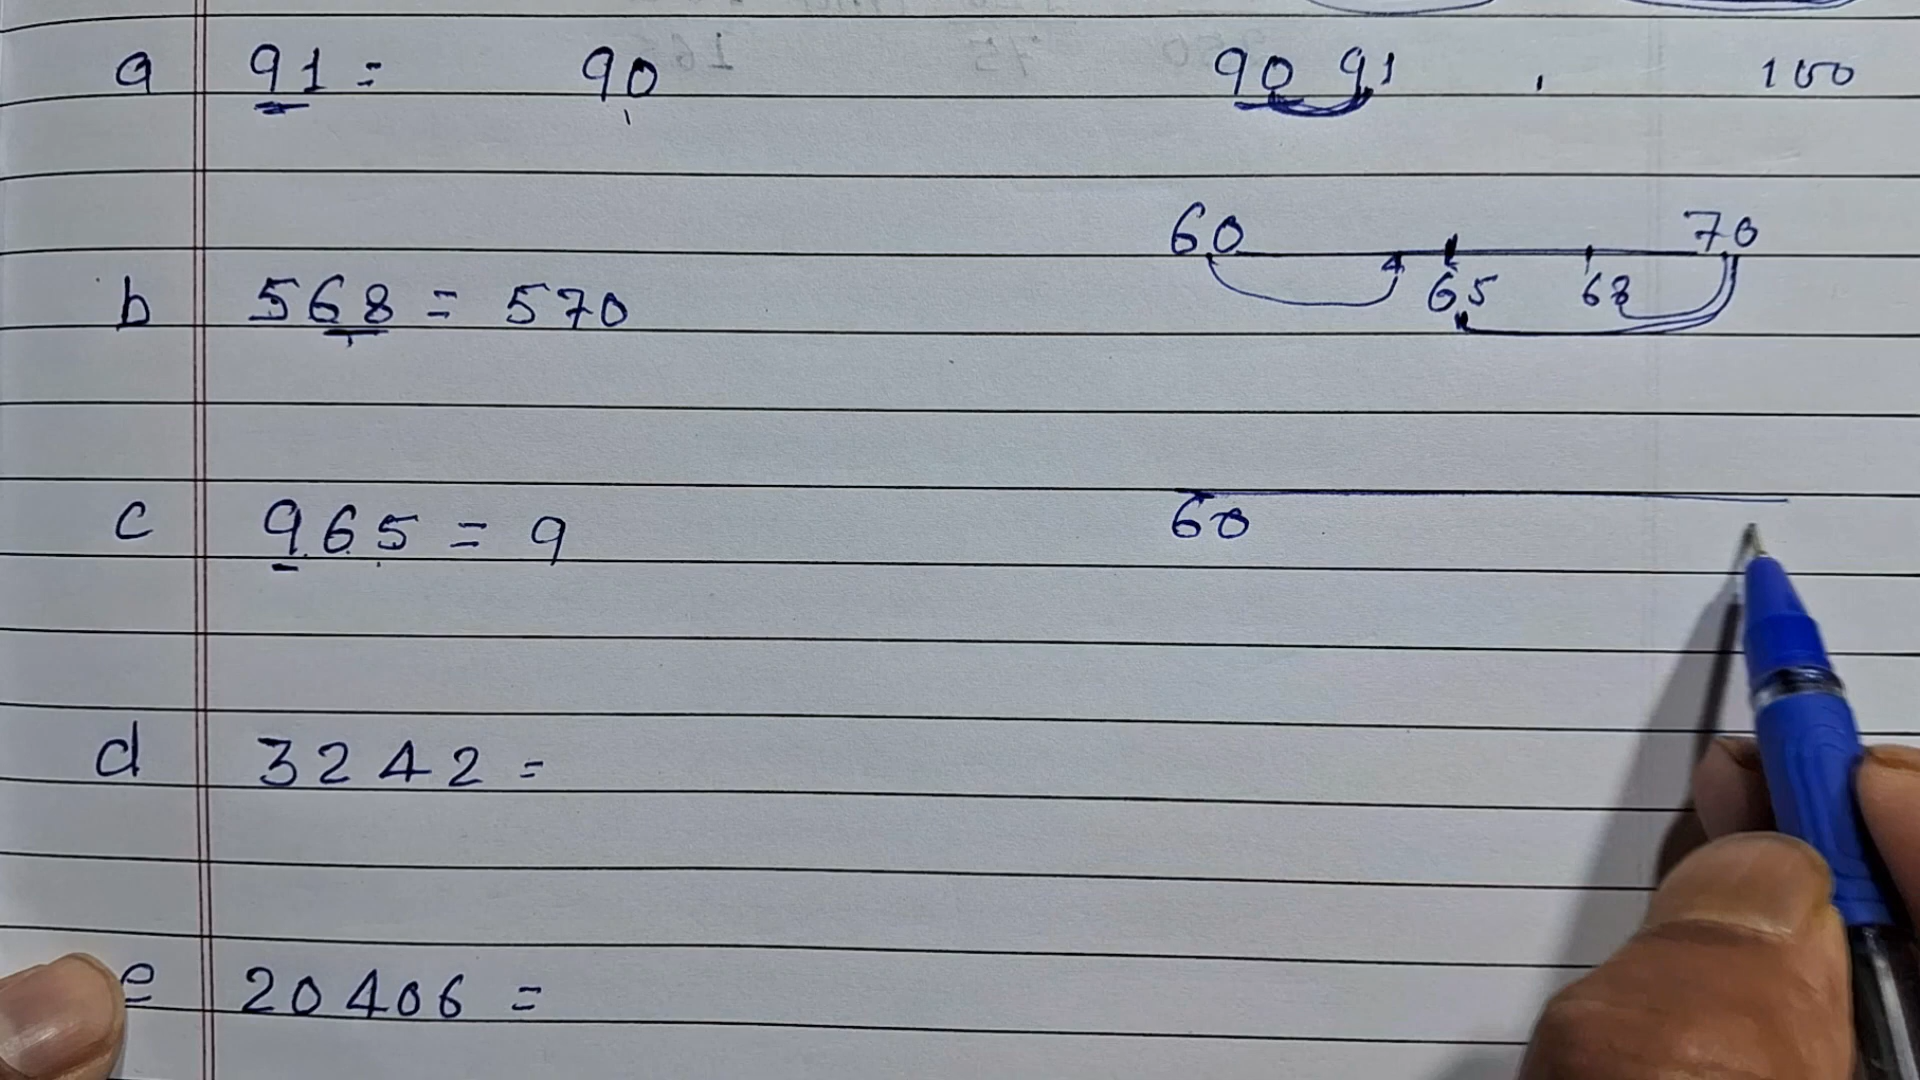 a 91 = 90 90 91 100
60 70
b 568 = 570 65 68
c 965 = 9 60
d 3242 =
e 20406 =